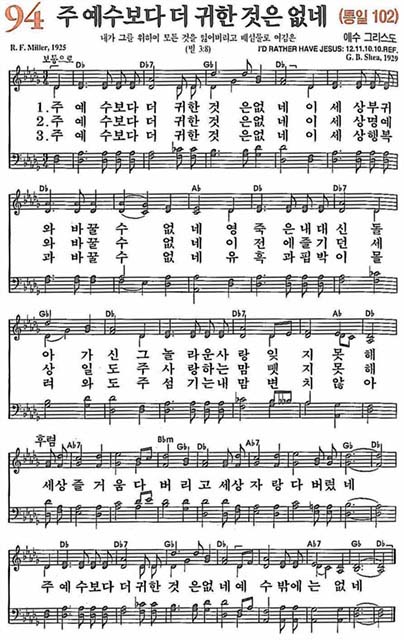 94 주 예수보다 더 귀한 것은 없네 (통일 102)
내가 그를 위하여 모든 것을 잃어버리고 배설물로 여김은 예수 그리스도
R. F. Miller, 1925 (빌 3:8) I'D RATHER HAVE JESUS: 12.11.10.10.REF.
보통으로 G. B. Shea, 1929
Db Db7 Gb Db
1. 주 예 수보다 더 귀한 것 은없 네 이 세 상부귀
2. 주 예 수보다 더 귀한 것 은없 네 이 세 상명예
3. 주 예 수보다 더 귀한 것 은없 네 이 세 상행복
Db Ab Db Db7
와 바꿀 수 없 네 영 죽 은내 대 신 돌
와 바꿀 수 없 네 이 전 에즐 기 던 세
과 바꿀 수 없 네 유 혹 과핍 박 이 몰
Gb Db Ab7 Db
아 가 신 그 놀 라운 사 랑 잊 지 못 해
상 일 도 주 사 랑하 는 맘 뺏 지 못 해
려 와 도 주 섬 기는 내 맘 변 치 않 아
후렴
Ab7 Db Bbm Ab7 Gb Db
세상 즐 거 움 다 버 리 고 세상 자 랑 다 버렸 네
Ab7 Db Db7 Gb Db Ab7 Gb Db
주 예 수보다 더 귀한 것 은없 네 예 수 밖에 는 없 네